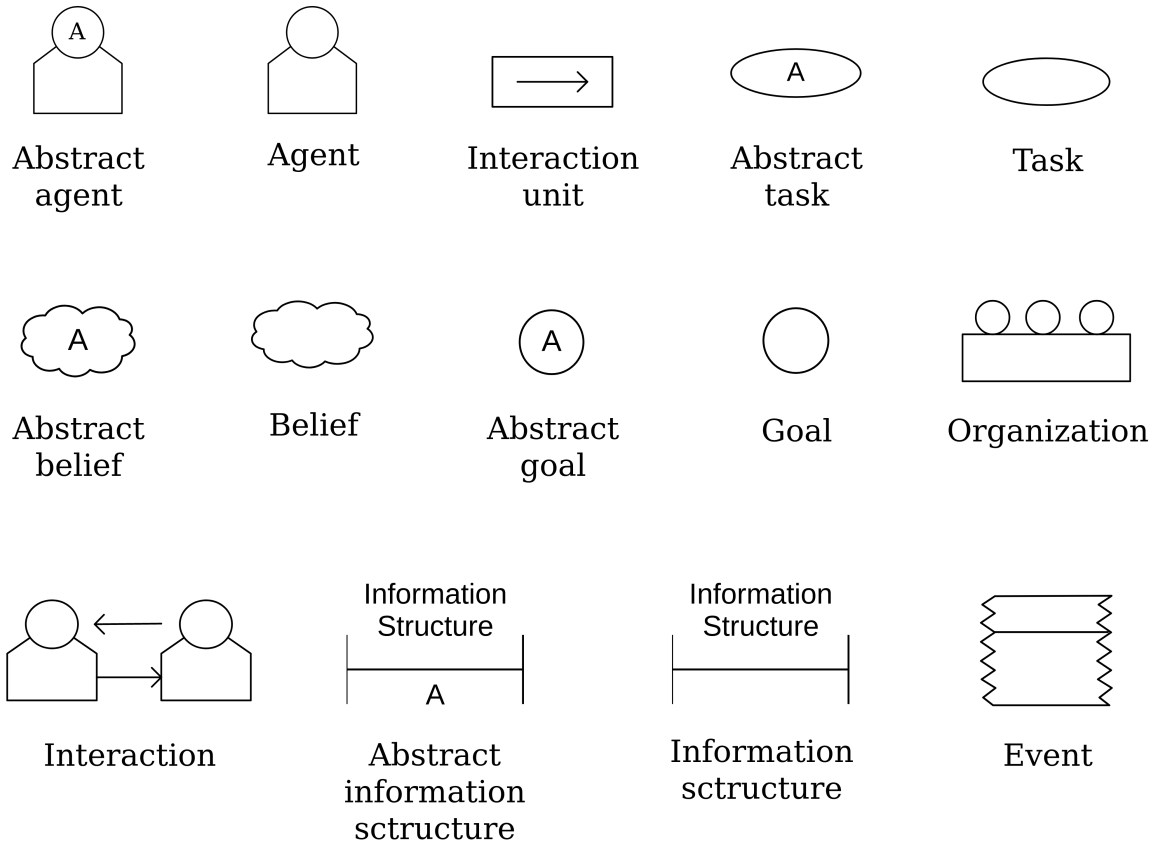 A
A
Abstract
agent
Agent
Interaction
unit
Abstract
task
Task
A
A
Abstract
belief
Belief
Abstract
goal
Goal
Organization
Information
Structure
A
Information
Structure
Interaction
Abstract
information
sctructure
Information
sctructure
Event